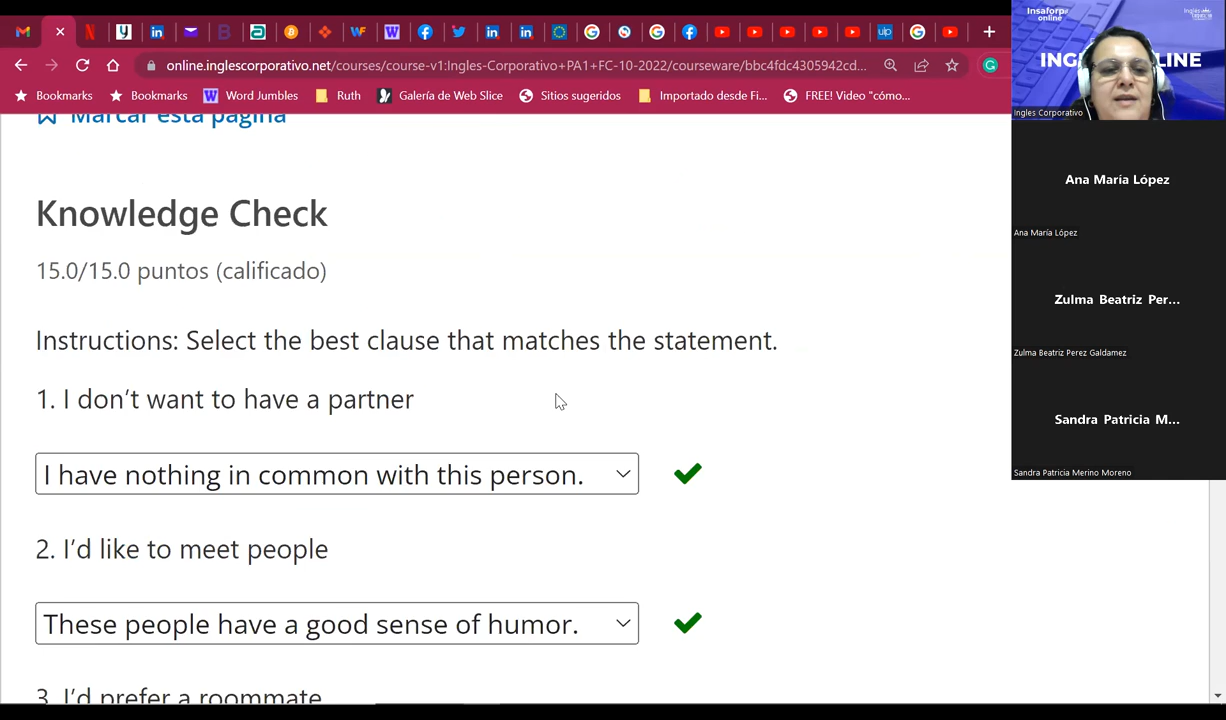 online.inglescorporativo.net/courses/course-v1:Ingles-Corporativo+PA1+FC-10-2022/courseware/bbc4fdc4305942cd...
Bookmarks
Bookmarks
Word Jumbles
Ruth
Galeria de Web Slice
Sitios sugeridos
Importado desde Fi...
FREE! Video "cómo...
Marcar esta página
Knowledge Check
15.0/15.0 puntos (calificado)
Instructions: Select the best clause that matches the statement.
1. I don't want to have a partner
I have nothing in common with this person.
2. I'd like to meet people
These people have a good sense of humor.
3. I'd prefer a roommate
Insaforp
online
Ingles Corporativo
Ana María López
Ana María López
Zulma Beatriz Per...
Zulma Beatriz Perez Galdamez
Sandra Patricia M...
Sandra Patricia Merino Moreno